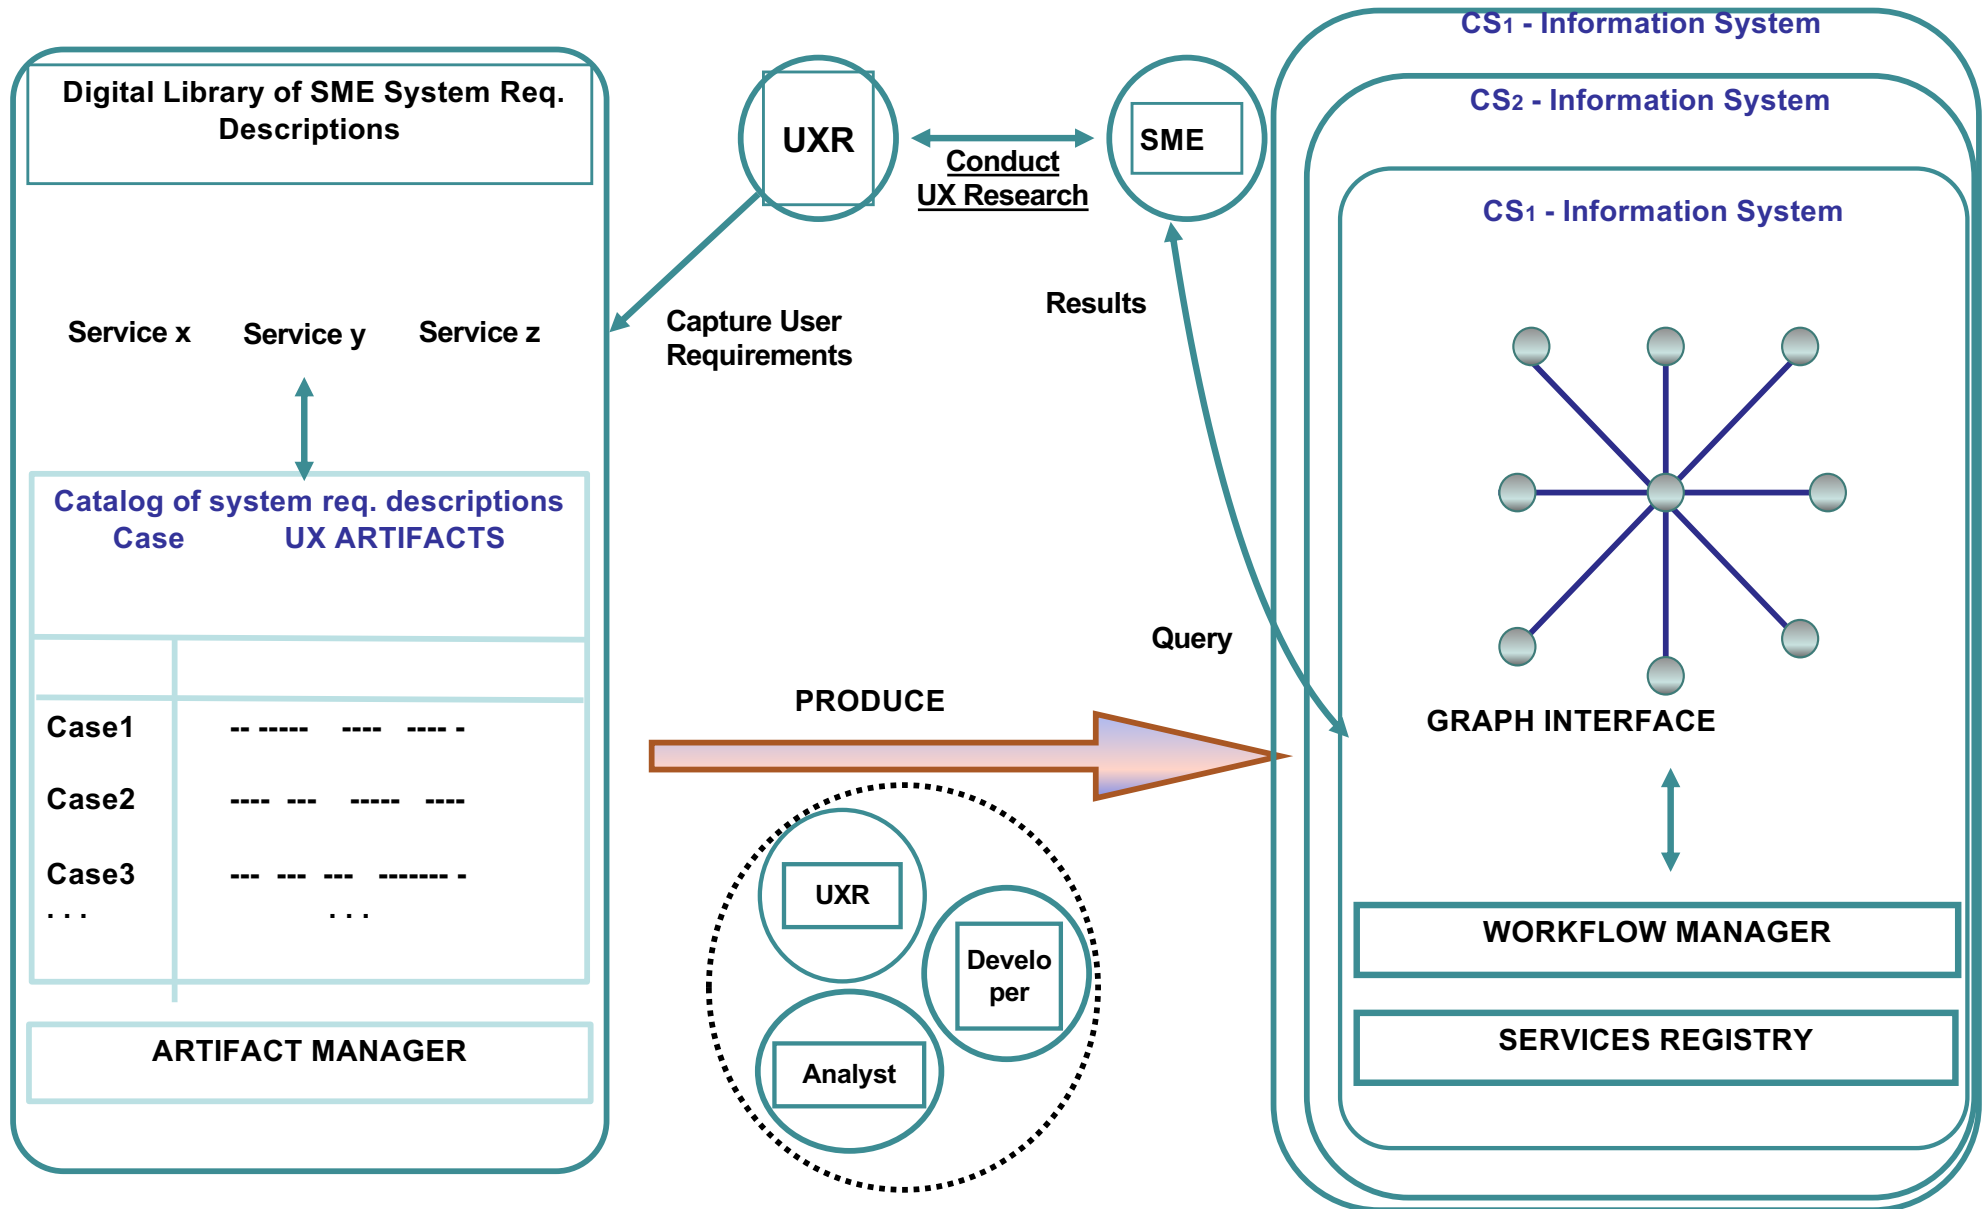 Digital Library of SME System Req.
Descriptions
Service x
Service y
Service z
Catalog of system req. descriptions
Case UX ARTIFACTS
Case1 -- ----- ---- ---- -
Case2 ---- --- ----- ----
Case3 --- --- --- ------- -
. . . . . .
ARTIFACT MANAGER
UXR
Conduct
UX Research
SME
Capture User
Requirements
Results
Query
PRODUCE
UXR
Develo
per
Analyst
CS1 - Information System
CS2 - Information System
CS1 - Information System
GRAPH INTERFACE
WORKFLOW MANAGER
SERVICES REGISTRY